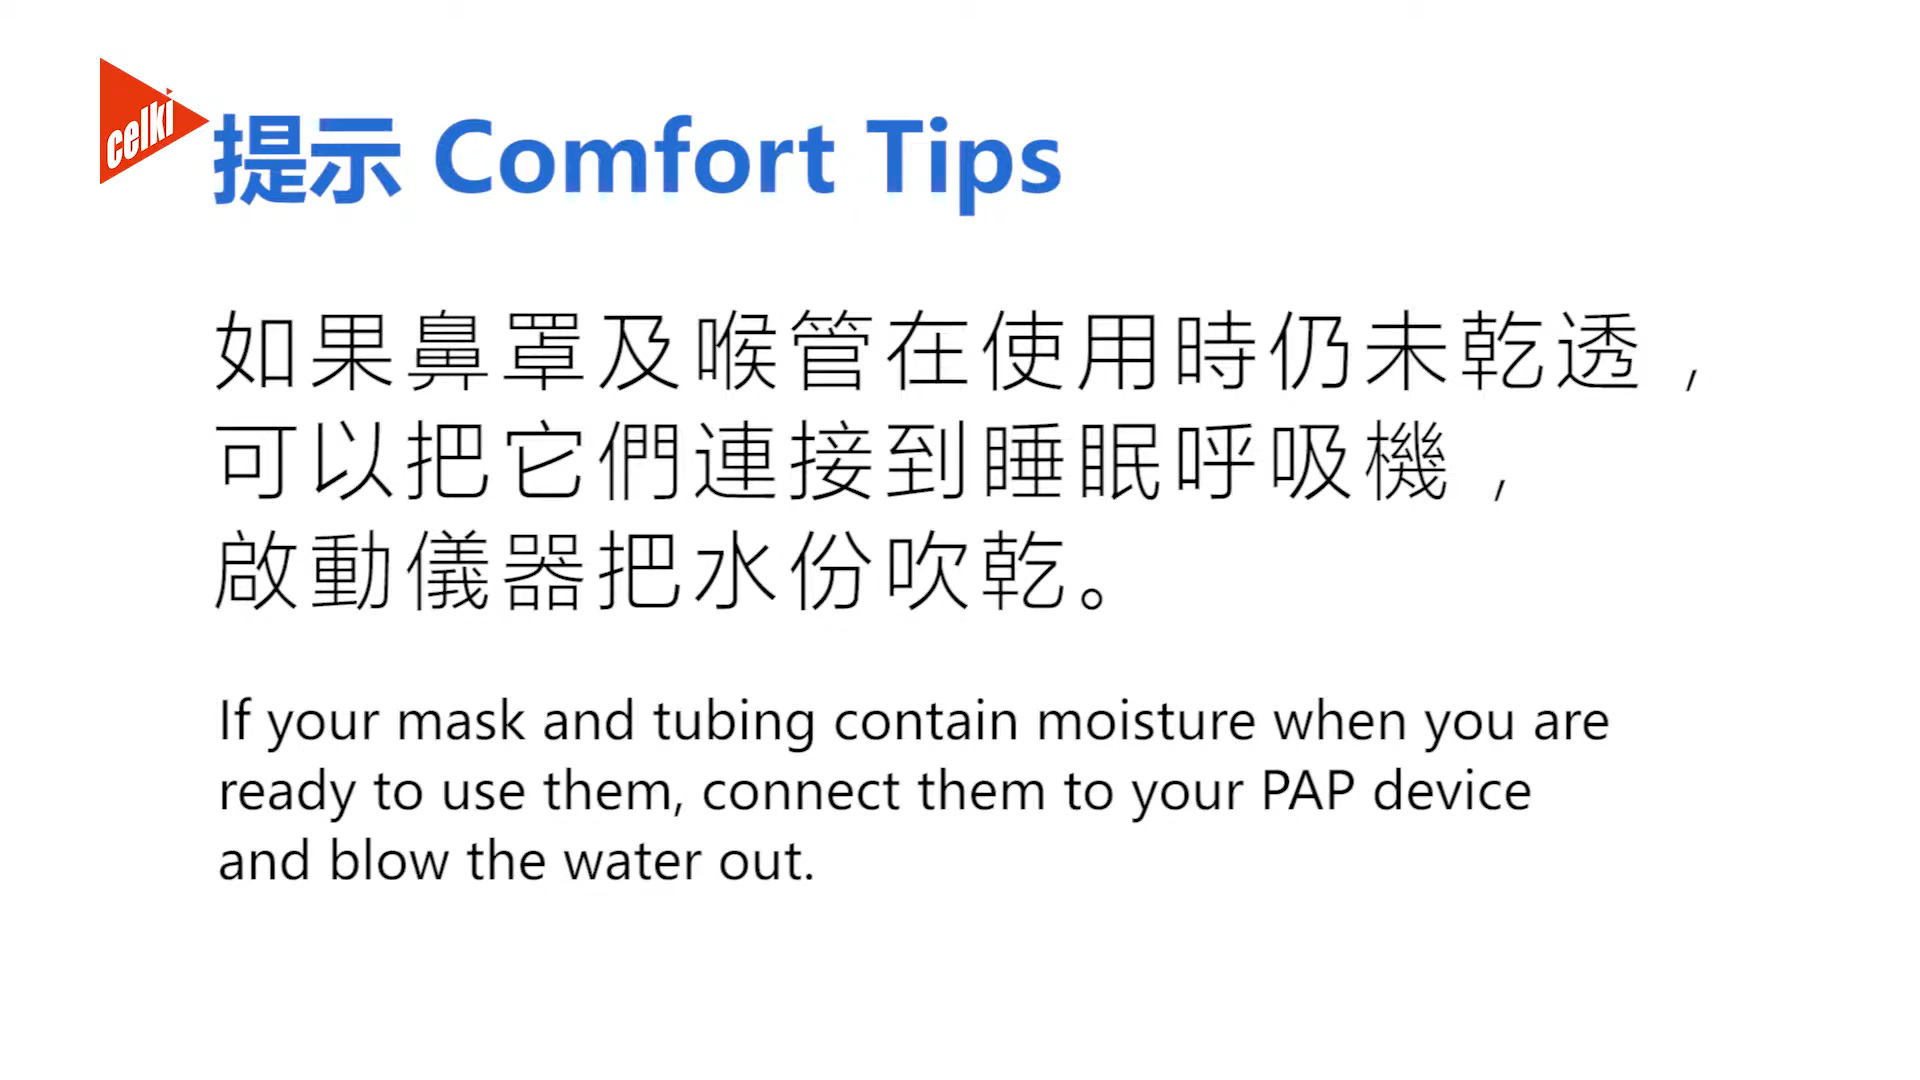 celki
提示 Comfort Tips
如果鼻罩及喉管在使用時仍未乾透，
可以把它們連接到睡眠呼吸機，
啟動儀器把水份吹乾。
If your mask and tubing contain moisture when you are
ready to use them, connect them to your PAP device
and blow the water out.